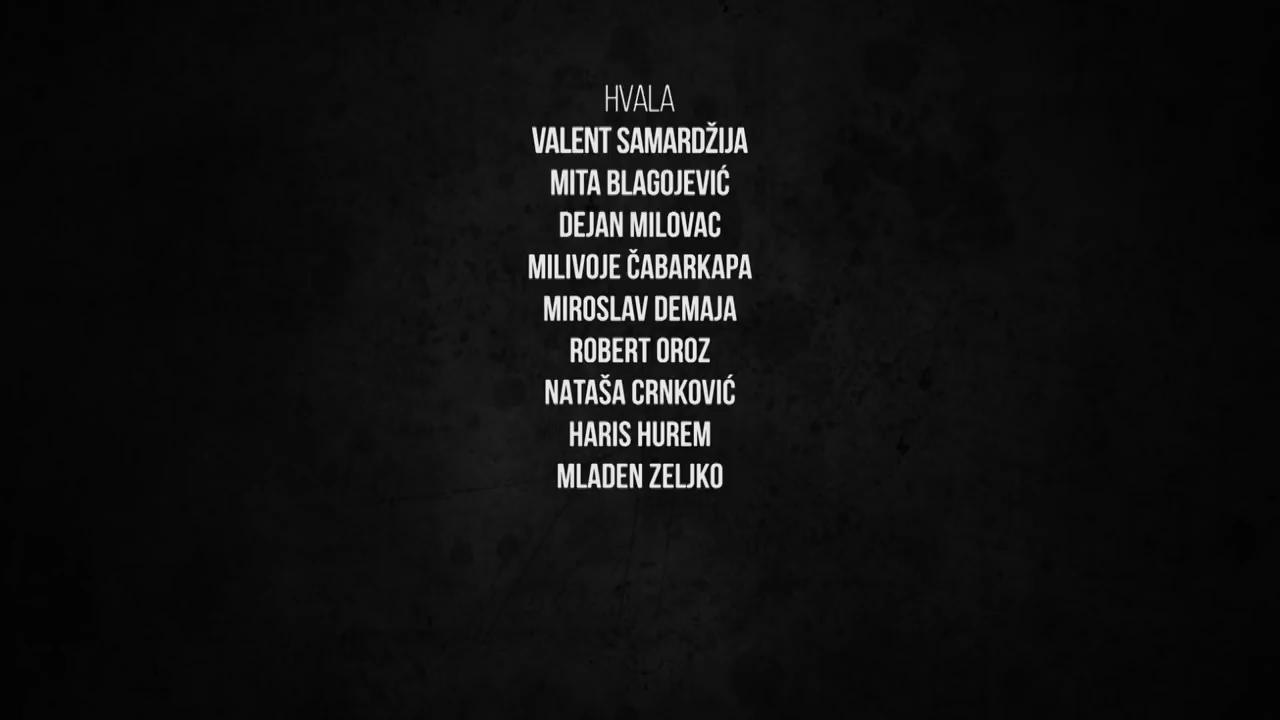 HVALA
VALENT SAMARDŽIJA
MITA BLAGOJEVIĆ
DEJAN MILOVAC
MILIVOJE ČABARKAPA
MIROSLAV DEMAJA
ROBERT OROZ
NATAŠA CRNKOVIĆ
HARIS HUREM
MLADEN ZELJKO